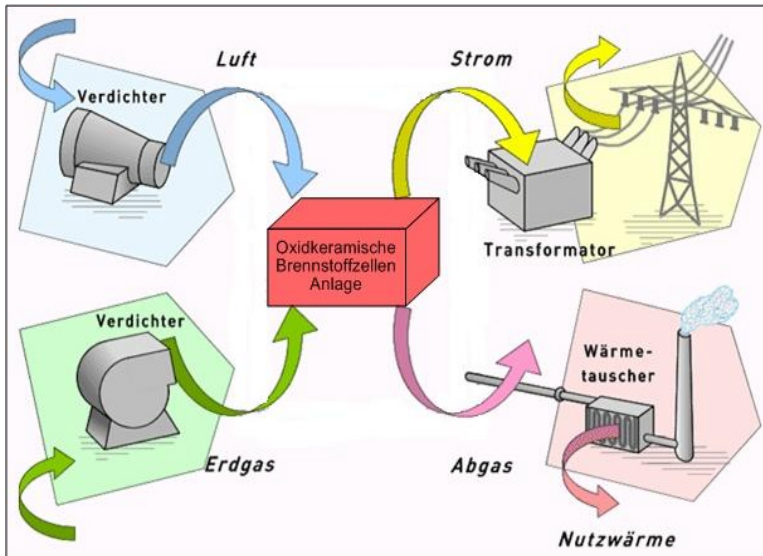 Luft
Verdichter
Strom
Transformator
Oxidkeramische
Brennstoffzellen
Anlage
Verdichter
Erdgas
Abgas
Wärme-
tauscher
Nutzwärme